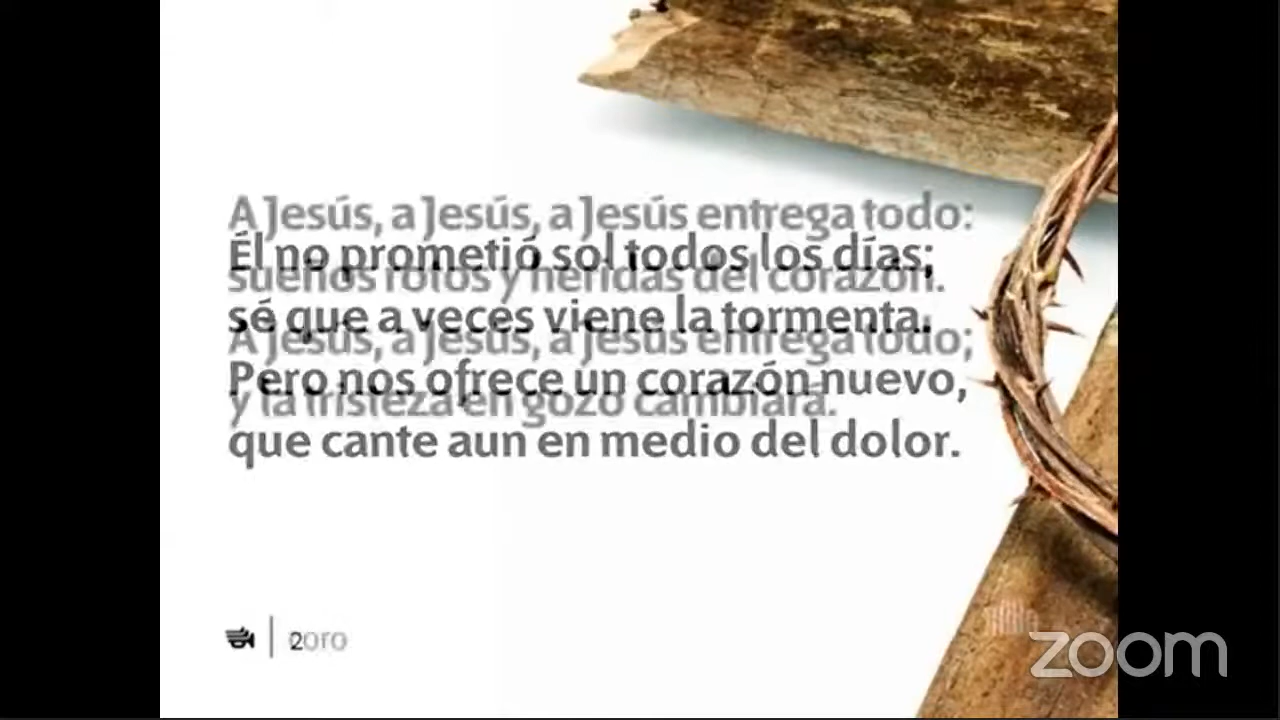 A Jesús, a Jesús, a Jesús entrega todo:
Él no prometió sol todos los días;
sueños rotos y heridas del corazón.
sé que a veces viene la tormenta.
A Jesús, a Jesús, a Jesús entrega todo;
Pero nos ofrece un corazón nuevo,
y la tristeza en gozo cambiará.
que cante aun en medio del dolor.
2
coro
zoom